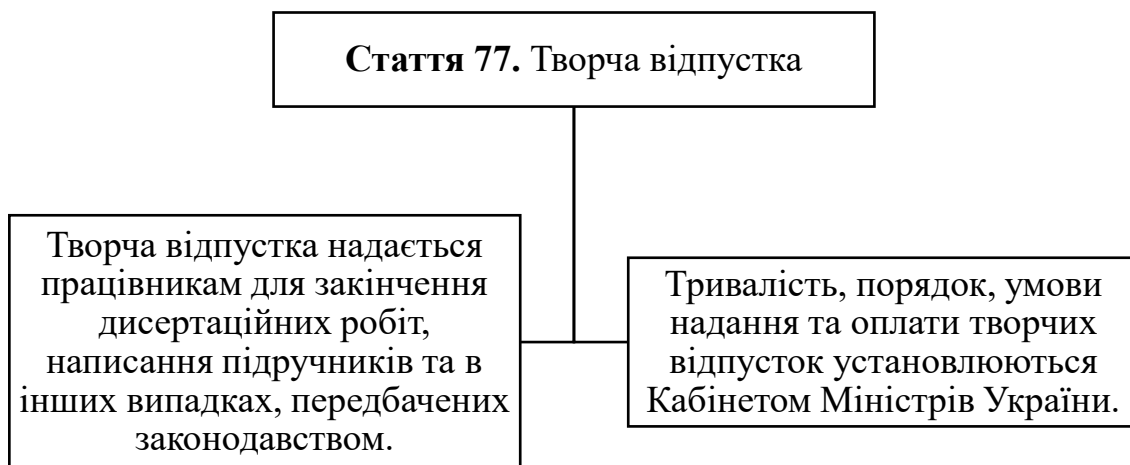 Стаття 77. Творча відпустка
Творча відпустка надається
працівникам для закінчення
дисертаційних робіт,
написання підручників та в
інших випадках, передбачених
законодавством.
Тривалість, порядок, умови
надання та оплати творчих
відпусток установлюються
Кабінетом Міністрів України.